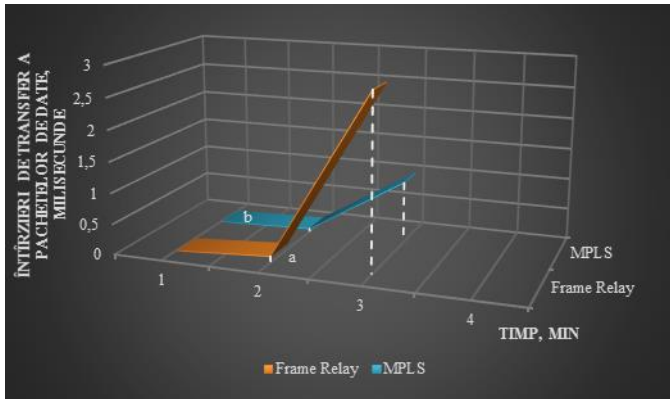 ÎNTÎRZIERI DE TRANSFER A
PACHETELOR DE DATE,
MILISECUNDE
3
2,5
2
1,5
1
0,5
0
b
a
1
2
3
4
MPLS
Frame Relay
TIMP, MIN
Frame Relay
MPLS